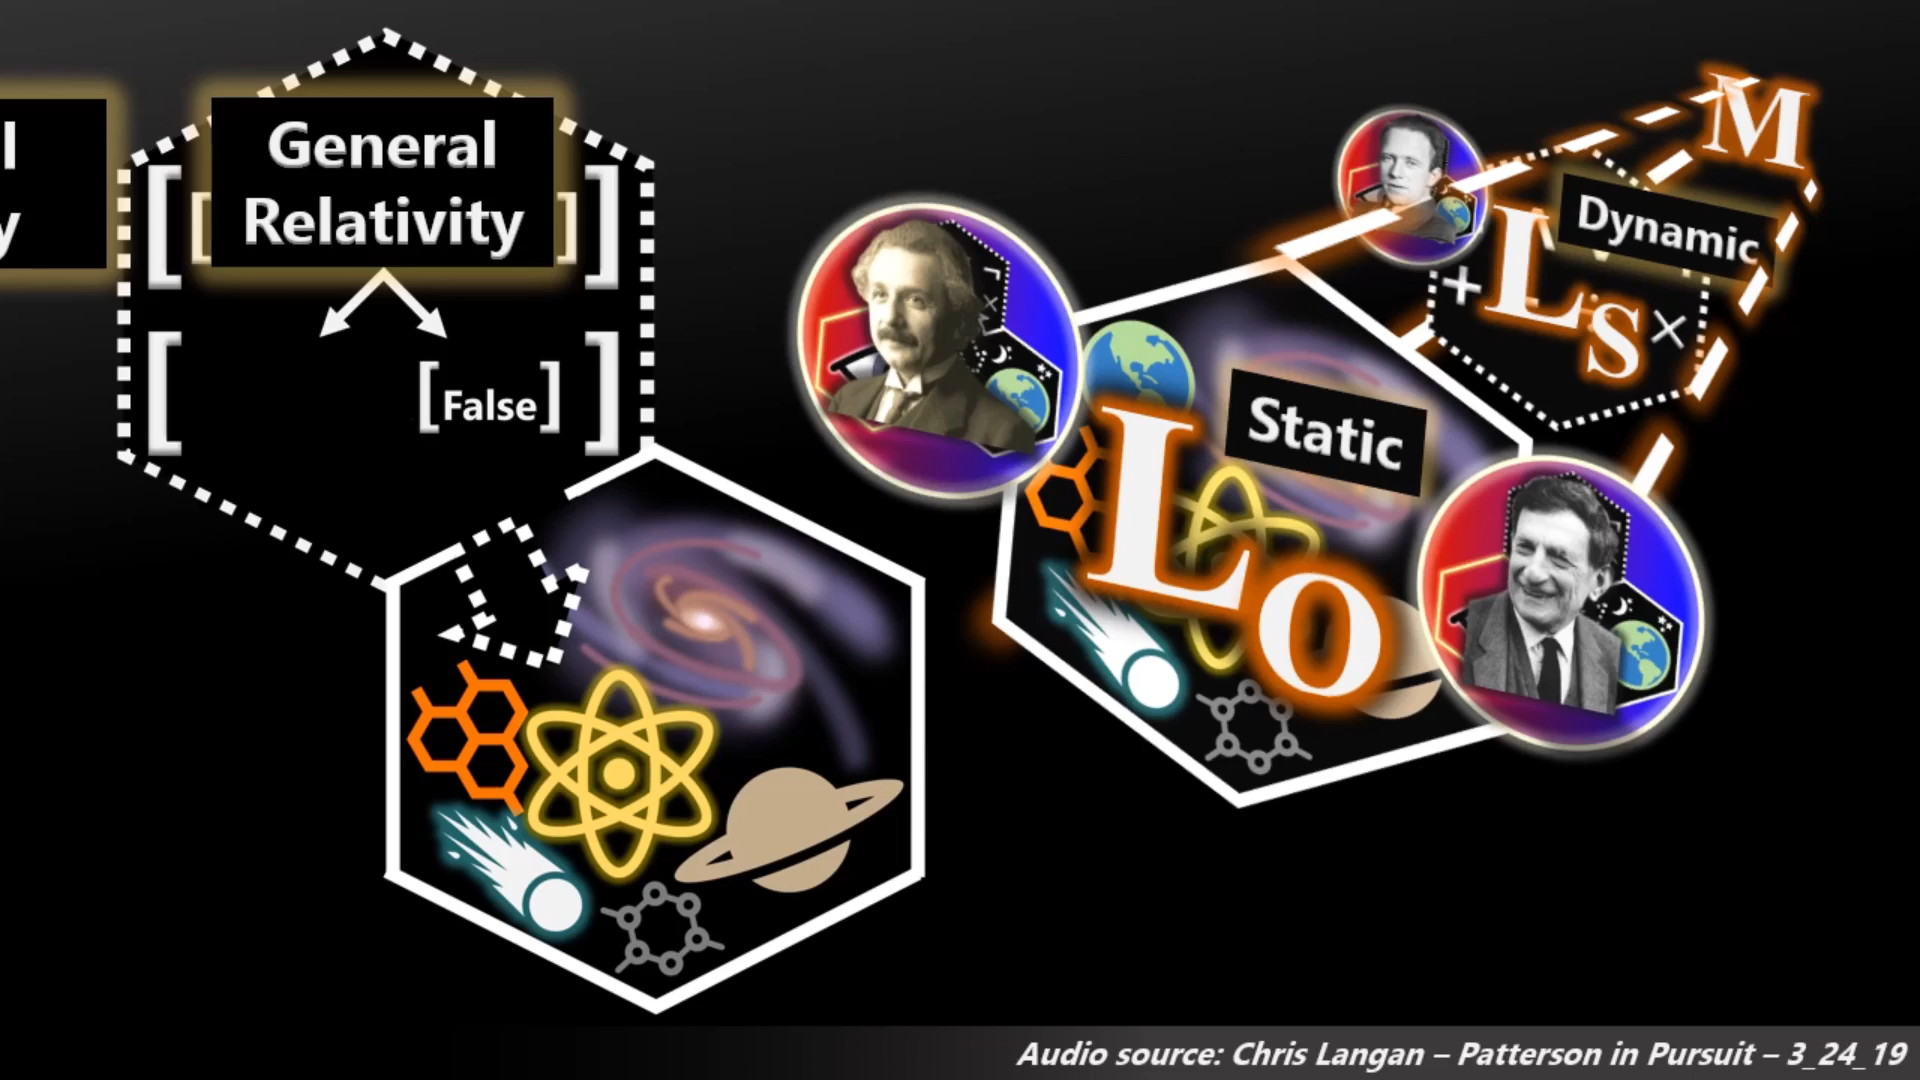 l
y
General
Relativity
[False]
M
Dynamic
+
LS
×
Static
LO
Audio source: Chris Langan – Patterson in Pursuit – 3_24_19